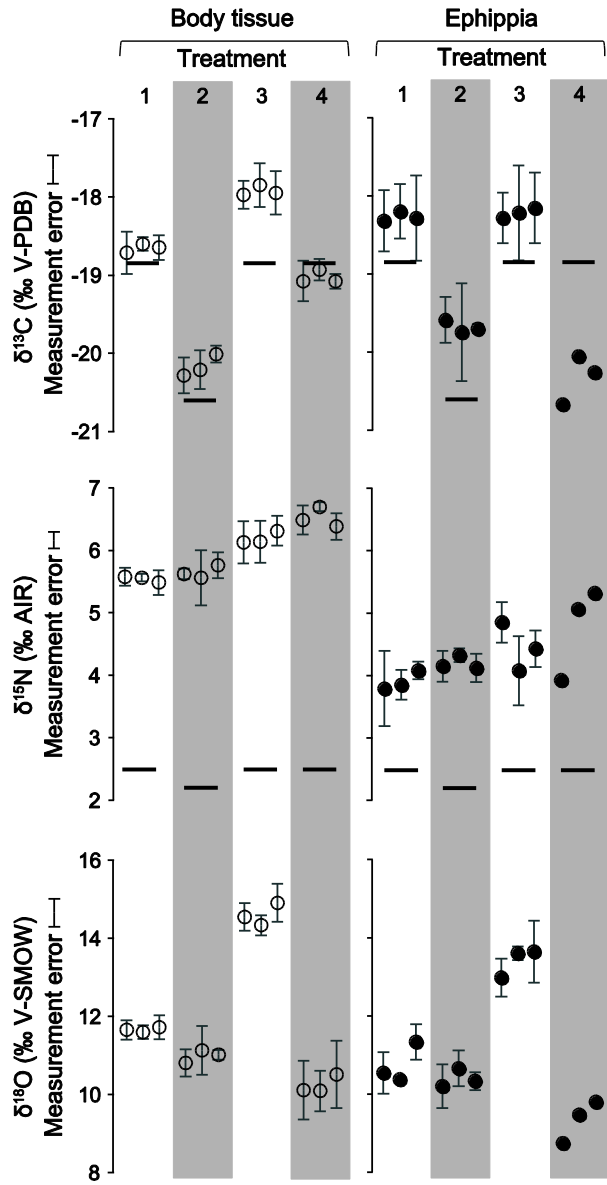 Body tissue Ephippia
Treatment Treatment
1 2 3 4 1 2 3 4
δ¹³C (‰ V-PDB)
Measurement error
-17
-18
-19
-20
-21
δ¹⁵N (‰ AIR)
Measurement error
7
6
5
4
3
2
δ¹⁸O (‰ V-SMOW)
Measurement error
16
14
12
10
8